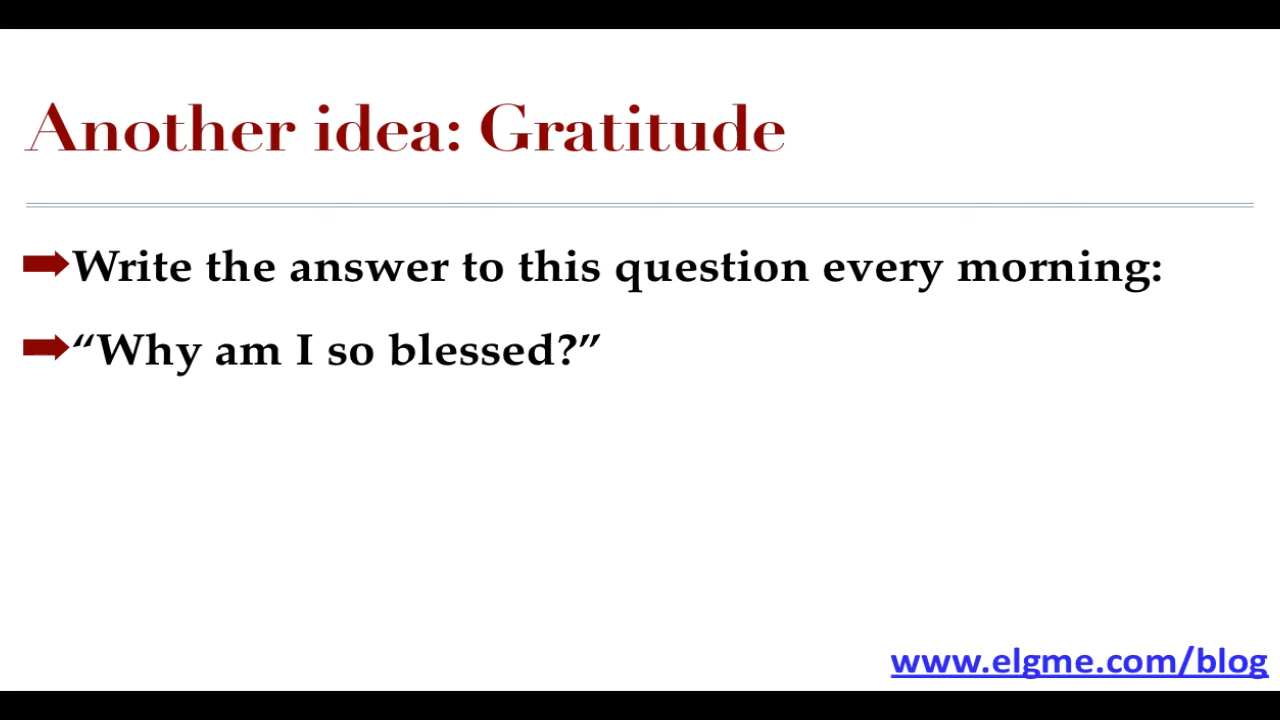 Another idea: Gratitude
Write the answer to this question every morning:
“Why am I so blessed?”
www.elgme.com/blog